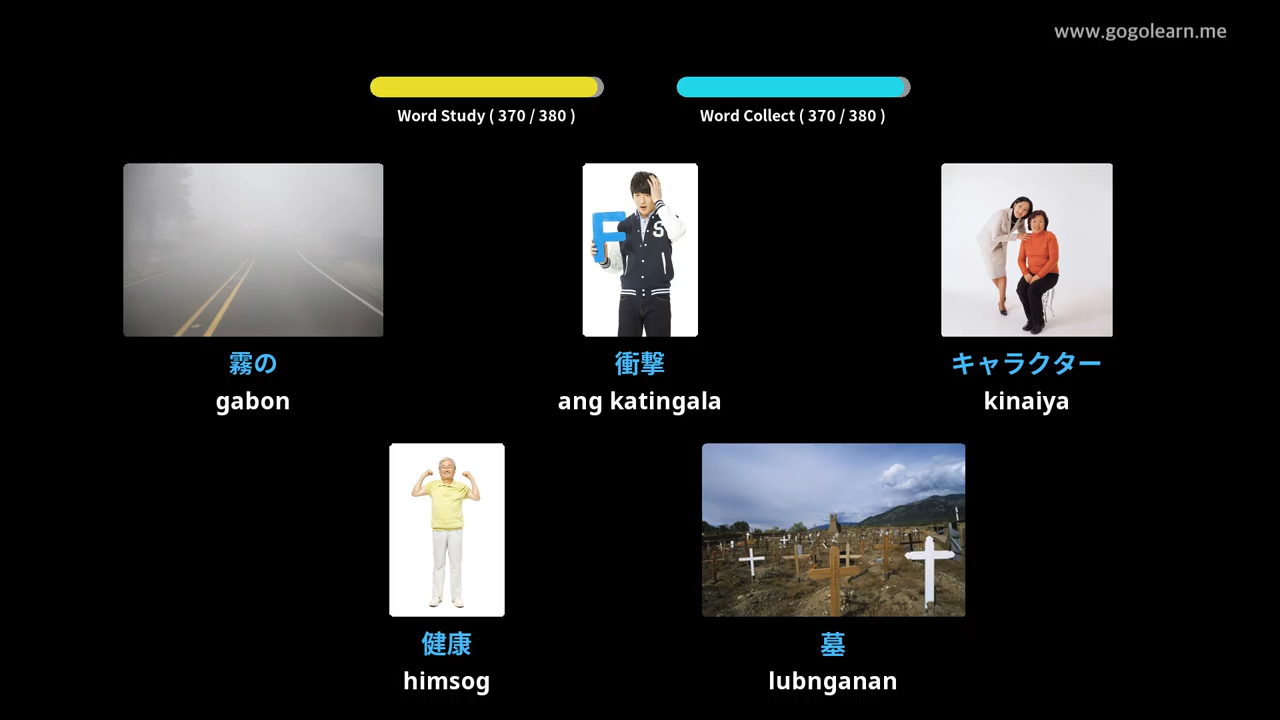 www.gogolearn.me
Word Study ( 370 / 380 )
Word Collect ( 370 / 380 )
F
S
霧の
gabon
衝撃
ang katingala
キャラクター
kinaiya
健康
himsog
墓
lubnganan